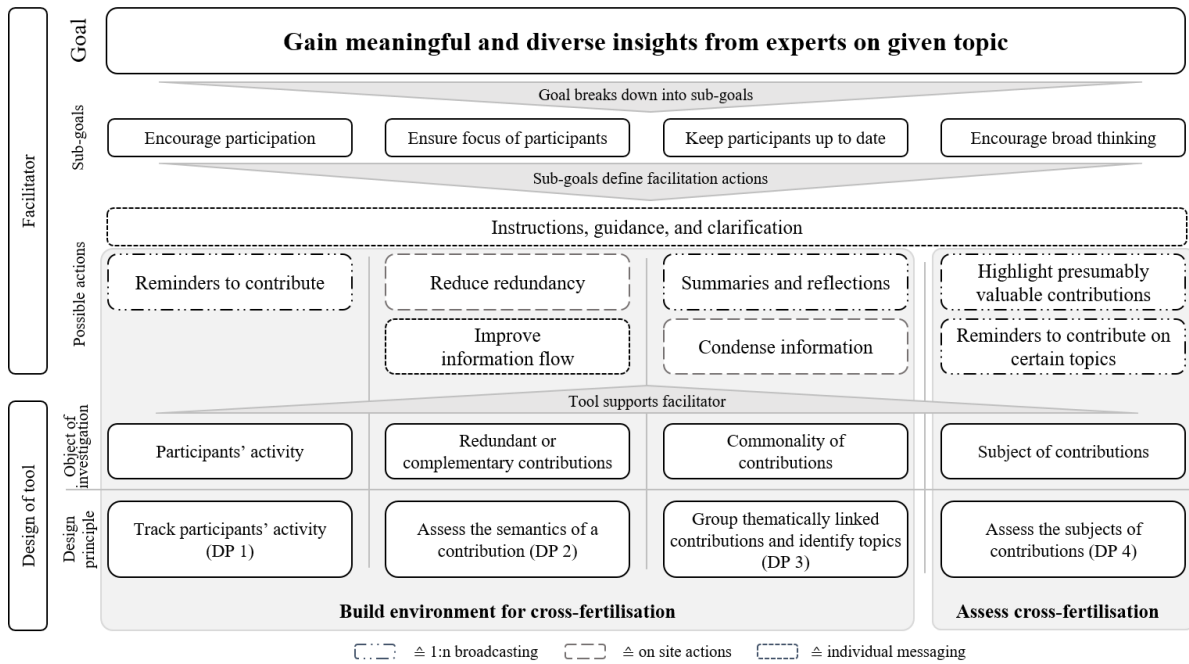 Facilitator
Goal
Gain meaningful and diverse insights from experts on given topic
Goal breaks down into sub-goals
Sub-goals
Encourage participation
Ensure focus of participants
Keep participants up to date
Encourage broad thinking
Sub-goals define facilitation actions
Possible actions
Instructions, guidance, and clarification
Reminders to contribute
Reduce redundancy
Summaries and reflections
Highlight presumably
valuable contributions
Improve
information flow
Condense information
Reminders to contribute on
certain topics
Tool supports facilitator
Design of tool
Object of
investigation
Participants’ activity
Redundant or
complementary contributions
Commonality of
contributions
Subject of contributions
Design
principle
Track participants’ activity
(DP 1)
Assess the semantics of a
contribution (DP 2)
Group thematically linked
contributions and identify topics
(DP 3)
Assess the subjects of
contributions (DP 4)
Build environment for cross-fertilisation
Assess cross-fertilisation
≙ 1:n broadcasting
≙ on site actions
≙ individual messaging